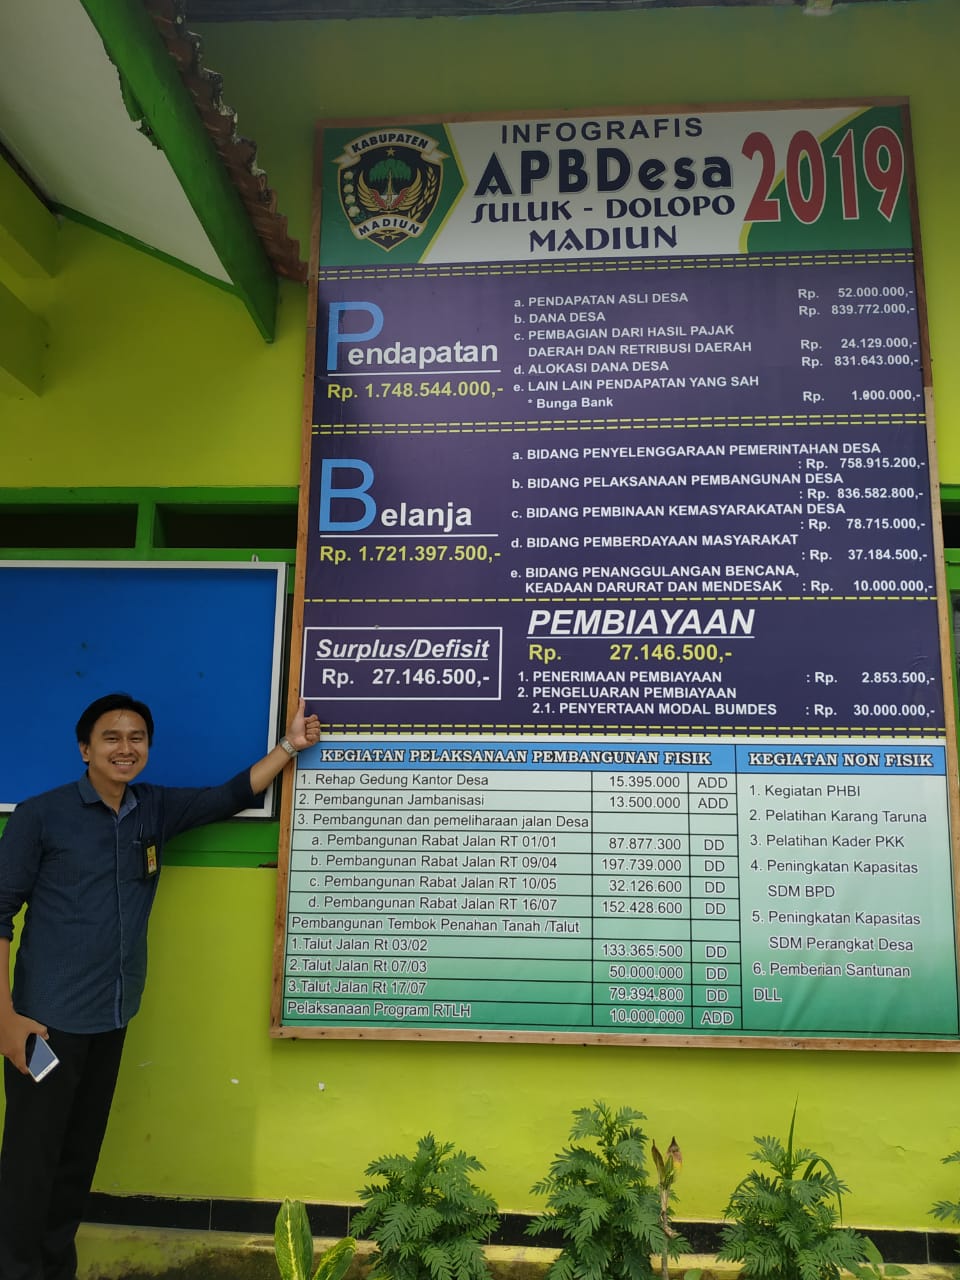 KABUPATEN
MADIUN
INFOGRAFIS
APBDesa
SULUK - DOLOPO
MADIUN
2019
Pendapatan
Rp. 1.748.544.000,-
a. PENDAPATAN ASLI DESA Rp. 52.000.000,-
b. DANA DESA Rp. 839.772.000,-
c. PEMBAGIAN DARI HASIL PAJAK
DAERAH DAN RETRIBUSI DAERAH Rp. 24.129.000,-
d. ALOKASI DANA DESA Rp. 831.643.000,-
e. LAIN LAIN PENDAPATAN YANG SAH
* Bunga Bank Rp. 1.000.000,-
Belanja
Rp. 1.721.397.500,-
a. BIDANG PENYELENGGARAAN PEMERINTAHAN DESA
: Rp. 758.915.200,-
b. BIDANG PELAKSANAAN PEMBANGUNAN DESA
: Rp. 836.582.800,-
c. BIDANG PEMBINAAN KEMASYARAKATAN DESA
: Rp. 78.715.000,-
d. BIDANG PEMBERDAYAAN MASYARAKAT
: Rp. 37.184.500,-
e. BIDANG PENANGGULANGAN BENCANA,
KEADAAN DARURAT DAN MENDESAK : Rp. 10.000.000,-
Surplus/Defisit
Rp. 27.146.500,-
PEMBIAYAAN
Rp. 27.146.500,-
1. PENERIMAAN PEMBIAYAAN : Rp. 2.853.500,-
2. PENGELUARAN PEMBIAYAAN
2.1. PENYERTAAN MODAL BUMDES : Rp. 30.000.000,-
KEGIATAN PELAKSANAAN PEMBANGUNAN FISIK
1. Rehap Gedung Kantor Desa 15.395.000 ADD
2. Pembangunan Jambanisasi 13.500.000 ADD
3. Pembangunan dan pemeliharaan jalan Desa
a. Pembangunan Rabat Jalan RT 01/01 87.877.300 DD
b. Pembangunan Rabat Jalan RT 09/04 197.739.000 DD
c. Pembangunan Rabat Jalan RT 10/05 32.126.600 DD
d. Pembangunan Rabat Jalan RT 16/07 152.428.600 DD
Pembangunan Tembok Penahan Tanah /Talut
1.Talut Jalan Rt 03/02 133.365.500 DD
2.Talut Jalan Rt 07/03 50.000.000 DD
3.Talut Jalan Rt 17/07 79.394.800 DD
Pelaksanaan Program RTLH 10.000.000 ADD
KEGIATAN NON FISIK
1. Kegiatan PHBI
2. Pelatihan Karang Taruna
3. Pelatihan Kader PKK
4. Peningkatan Kapasitas
SDM BPD
5. Peningkatan Kapasitas
SDM Perangkat Desa
6. Pemberian Santunan
DLL